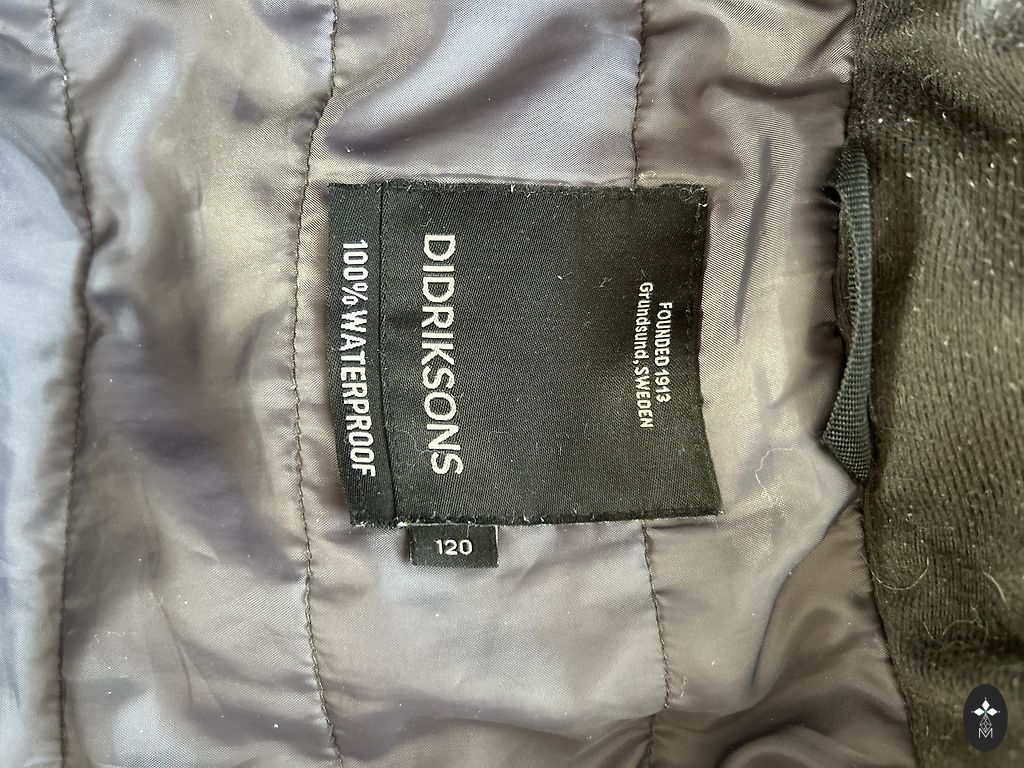 FOUNDED 1913
Grundsund, SWEDEN
DIDRIKSONS
100% WATERPROOF
120
M